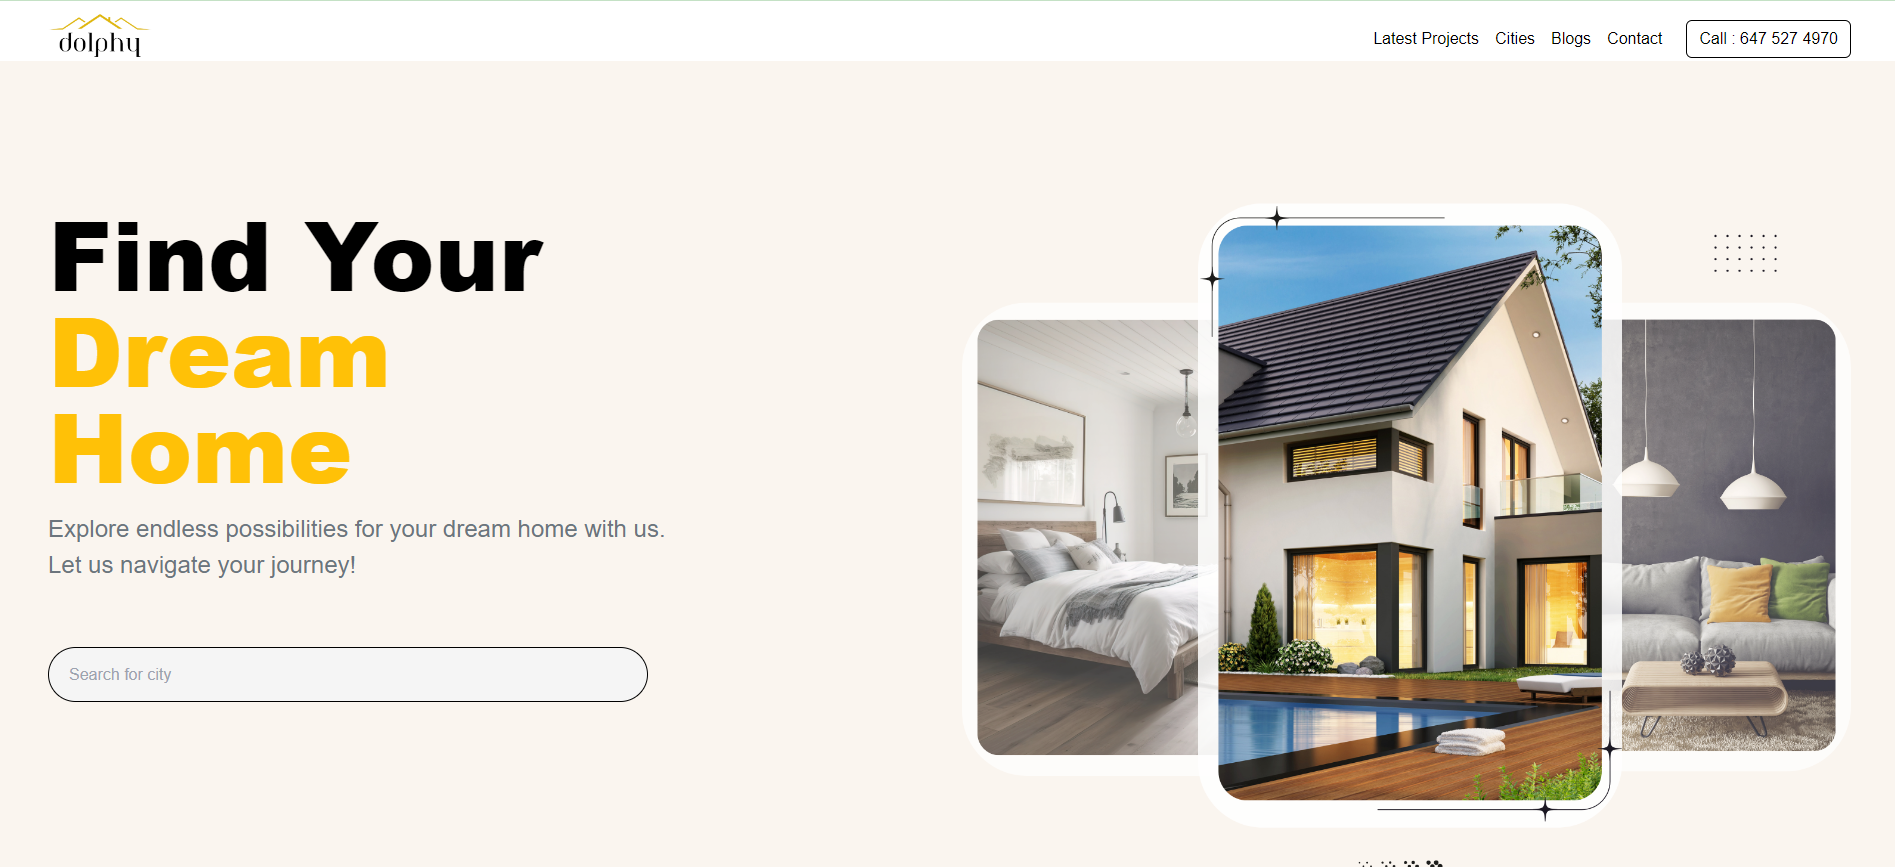 dolphy
Latest Projects Cities Blogs Contact Call : 647 527 4970
Find Your
Dream
Home
Explore endless possibilities for your dream home with us.
Let us navigate your journey!
Search for city